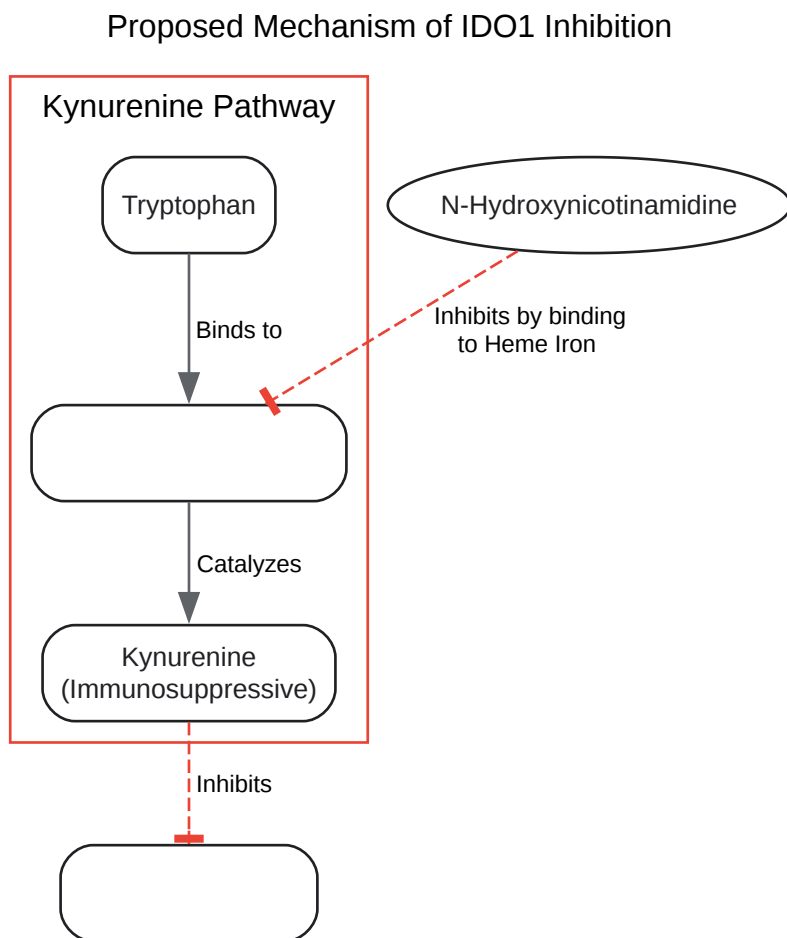 Proposed Mechanism of IDO1 Inhibition
Kynurenine Pathway
Tryptophan
N-Hydroxynicotinamidine
Binds to
Inhibits by binding
to Heme Iron
Catalyzes
Kynurenine
(Immunosuppressive)
Inhibits